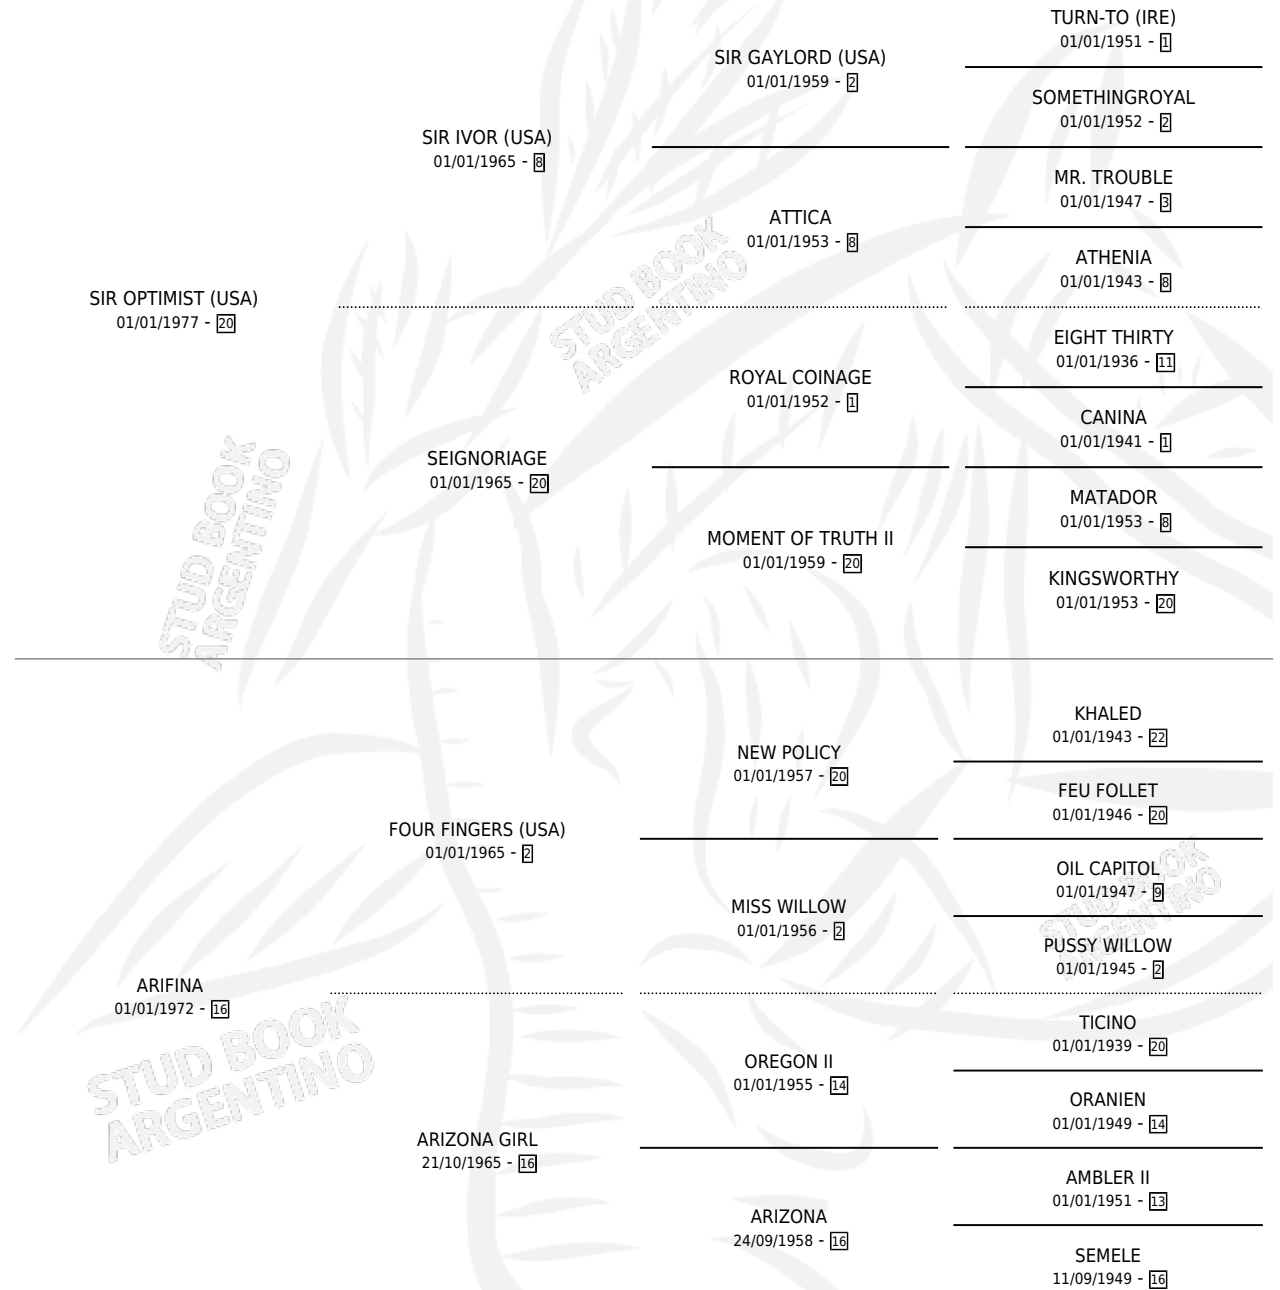 TURN-TO (IRE)
01/01/1951 - 1
SIR GAYLORD (USA)
01/01/1959 - 2
SOMETHINGROYAL
01/01/1952 - 2
SIR IVOR (USA)
01/01/1965 - 8
MR. TROUBLE
01/01/1947 - 3
ATTICA
01/01/1953 - 8
ATHENIA
01/01/1943 - 8
SIR OPTIMIST (USA)
01/01/1977 - 20
EIGHT THIRTY
01/01/1936 - 11
ROYAL COINAGE
01/01/1952 - 1
CANINA
01/01/1941 - 1
SEIGNORIAGE
01/01/1965 - 20
MATADOR
01/01/1953 - 8
MOMENT OF TRUTH II
01/01/1959 - 20
KINGSWORTHY
01/01/1953 - 20
KHALED
01/01/1943 - 22
NEW POLICY
01/01/1957 - 20
FEU FOLLET
01/01/1946 - 20
FOUR FINGERS (USA)
01/01/1965 - 2
OIL CAPITOL
01/01/1947 - 9
MISS WILLOW
01/01/1956 - 2
PUSSY WILLOW
01/01/1945 - 2
ARIFINA
01/01/1972 - 16
TICINO
01/01/1939 - 20
OREGON II
01/01/1955 - 14
ORANIEN
01/01/1949 - 14
ARIZONA GIRL
21/10/1965 - 16
AMBLER II
01/01/1951 - 13
ARIZONA
24/09/1958 - 16
SEMELE
11/09/1949 - 16
STUD BOOK
ARGENTINO
STUD BOOK
ARGENTINO
STUD BOOK
ARGENTINO
STUD BOOK
ARGENTINO